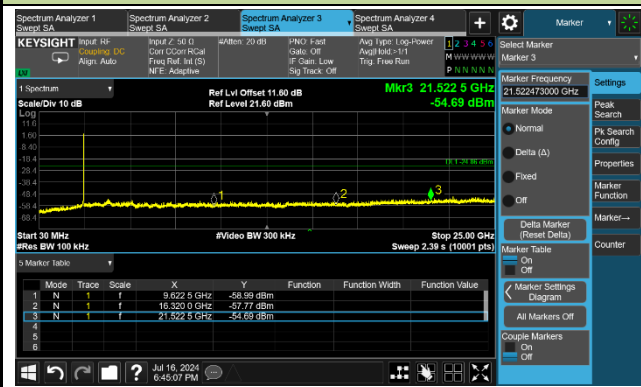 Spectrum Analyzer 1
Swept SA
Spectrum Analyzer 2
Swept SA
Spectrum Analyzer 3
Swept SA
Spectrum Analyzer 4
Swept SA
Marker
KEYSIGHT
Input: RF
Coupling: DC
Align: Auto
Input Z: 50 Ω
Corr CCorr RCal
Freq Ref: Int (S)
NFE: Adaptive
#Atten: 20 dB
PNO: Fast
Gate: Off
IF Gain: Low
Sig Track: Off
Avg Type: Log-Power
Avg|Hold:>1/1
Trig: Free Run
1 2 3 4 5 6
M W W W W W
P N N N N N
LXI
Select Marker
Marker 3
1 Spectrum
Scale/Div 10 dB
Ref Lvl Offset 11.60 dB
Ref Level 21.60 dBm
Mkr3 21.522 5 GHz
-54.69 dBm
Log
11.6
1.60
-8.40
-18.4
-28.4
-38.4
-48.4
-58.4
-68.4
1
2
3
Start 30 MHz
#Res BW 100 kHz
#Video BW 300 kHz
Stop 25.00 GHz
Sweep 2.39 s (10001 pts)
5 Marker Table
Mode Trace Scale X Y Function Function Width Function Value
1 N 1 f 9.622 5 GHz -58.99 dBm
2 N 1 f 16.320 0 GHz -57.77 dBm
3 N 1 f 21.522 5 GHz -54.69 dBm
4
5
6
Marker Frequency
21.522473000 GHz
Marker Mode
Normal
Delta (Δ)
Fixed
Off
Delta Marker
(Reset Delta)
Marker Table
On
Off
Marker Settings
Diagram
All Markers Off
Couple Markers
On
Off
Settings
Peak
Search
Pk Search
Config
Properties
Marker
Function
Marker→
Counter
Jul 16, 2024
6:45:07 PM